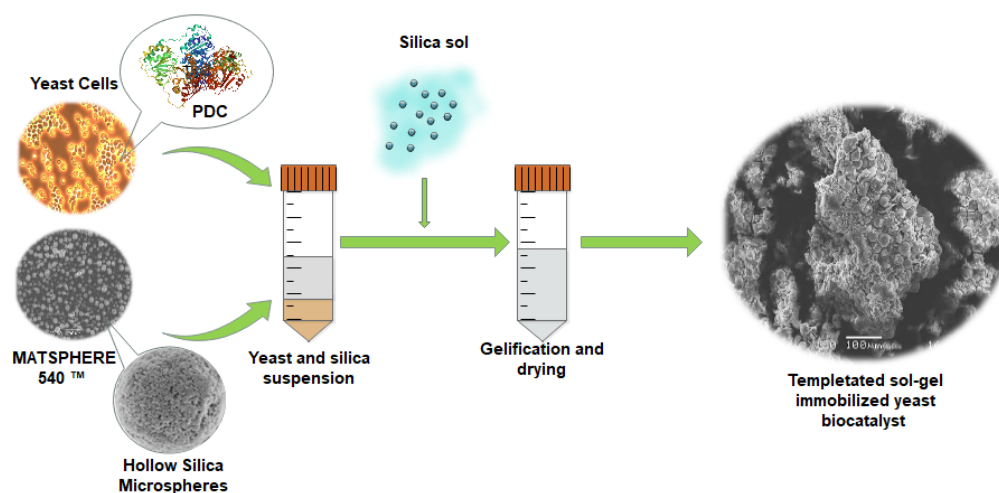 Yeast Cells
PDC
Silica sol
MATSPHERE
540 ™
Hollow Silica
Microspheres
Yeast and silica
suspension
Gelification and
drying
100µm
Templetated sol-gel
immobilized yeast
biocatalyst